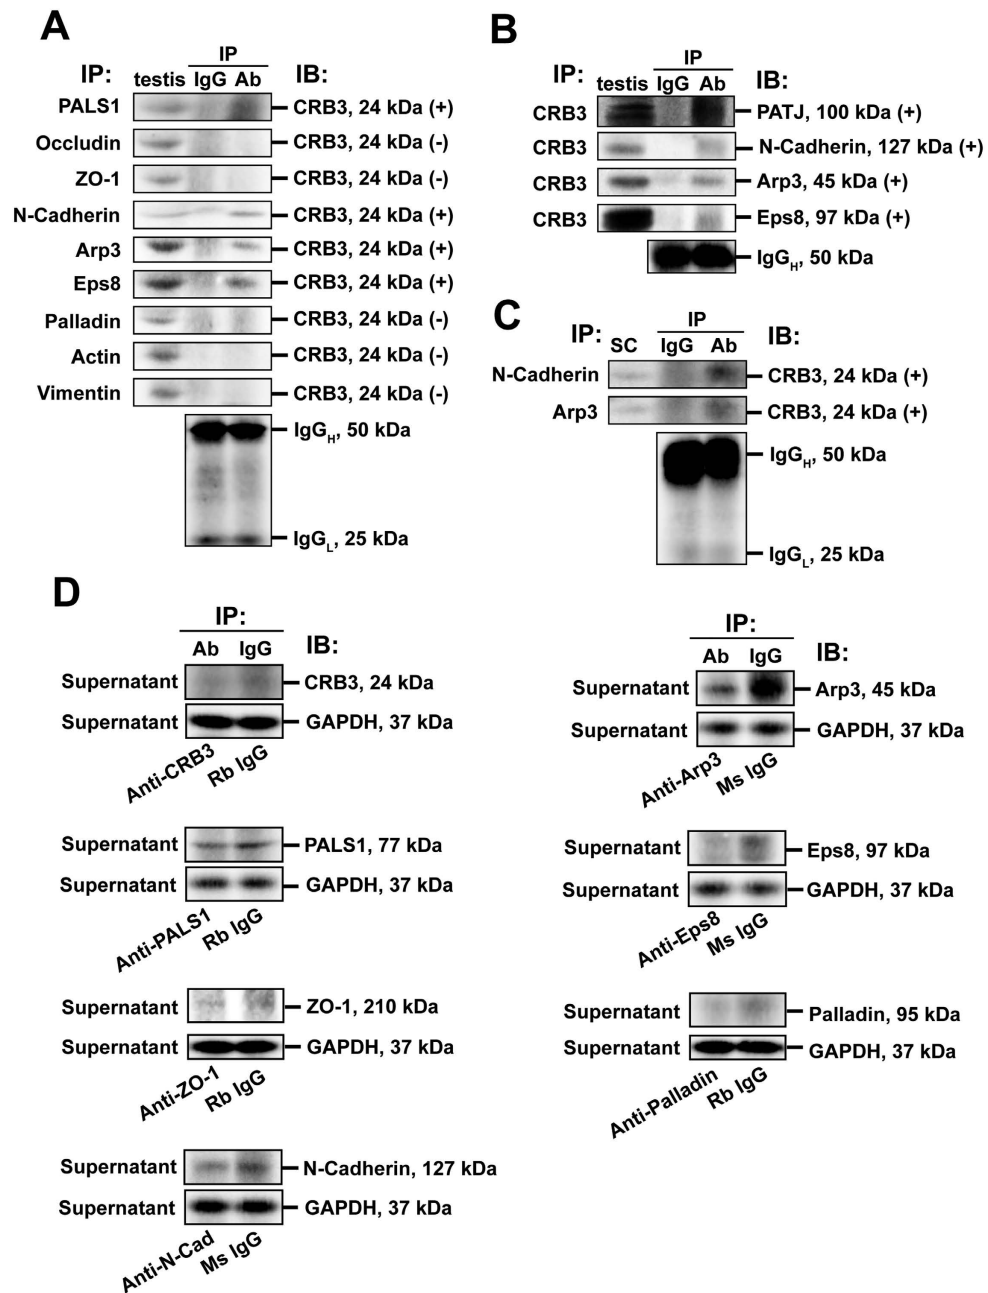 A
IP
IP: testis IgG Ab IB:
PALS1 CRB3, 24 kDa (+)
Occludin CRB3, 24 kDa (-)
ZO-1 CRB3, 24 kDa (-)
N-Cadherin CRB3, 24 kDa (+)
Arp3 CRB3, 24 kDa (+)
Eps8 CRB3, 24 kDa (+)
Palladin CRB3, 24 kDa (-)
Actin CRB3, 24 kDa (-)
Vimentin CRB3, 24 kDa (-)
IgGH, 50 kDa
IgGL, 25 kDa
B
IP
IP: testis IgG Ab IB:
CRB3 PATJ, 100 kDa (+)
CRB3 N-Cadherin, 127 kDa (+)
CRB3 Arp3, 45 kDa (+)
CRB3 Eps8, 97 kDa (+)
IgGH, 50 kDa
C
IP
IP: SC IgG Ab IB:
N-Cadherin CRB3, 24 kDa (+)
Arp3 CRB3, 24 kDa (+)
IgGH, 50 kDa
IgGL, 25 kDa
D
IP:
Ab IgG IB:
Supernatant CRB3, 24 kDa
Supernatant GAPDH, 37 kDa
Anti-CRB3 Rb IgG
Supernatant PALS1, 77 kDa
Supernatant GAPDH, 37 kDa
Anti-PALS1 Rb IgG
Supernatant ZO-1, 210 kDa
Supernatant GAPDH, 37 kDa
Anti-ZO-1 Rb IgG
Supernatant N-Cadherin, 127 kDa
Supernatant GAPDH, 37 kDa
Anti-N-Cad Ms IgG
IP:
Ab IgG IB:
Supernatant Arp3, 45 kDa
Supernatant GAPDH, 37 kDa
Anti-Arp3 Ms IgG
Supernatant Eps8, 97 kDa
Supernatant GAPDH, 37 kDa
Anti-Eps8 Ms IgG
Supernatant Palladin, 95 kDa
Supernatant GAPDH, 37 kDa
Anti-Palladin Rb IgG